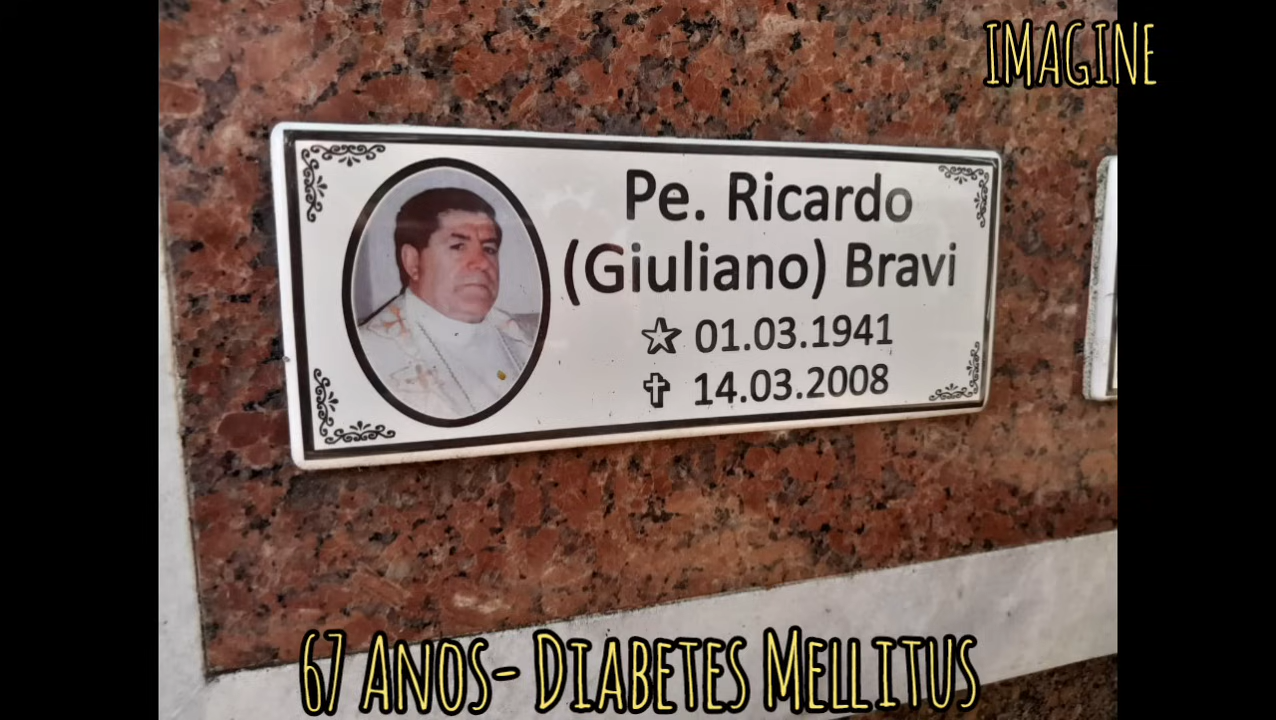 IMAGINE
Pe. Ricardo
(Giuliano) Bravi
☆ 01.03.1941
✞ 14.03.2008
67 Anos- Diabetes Mellitus